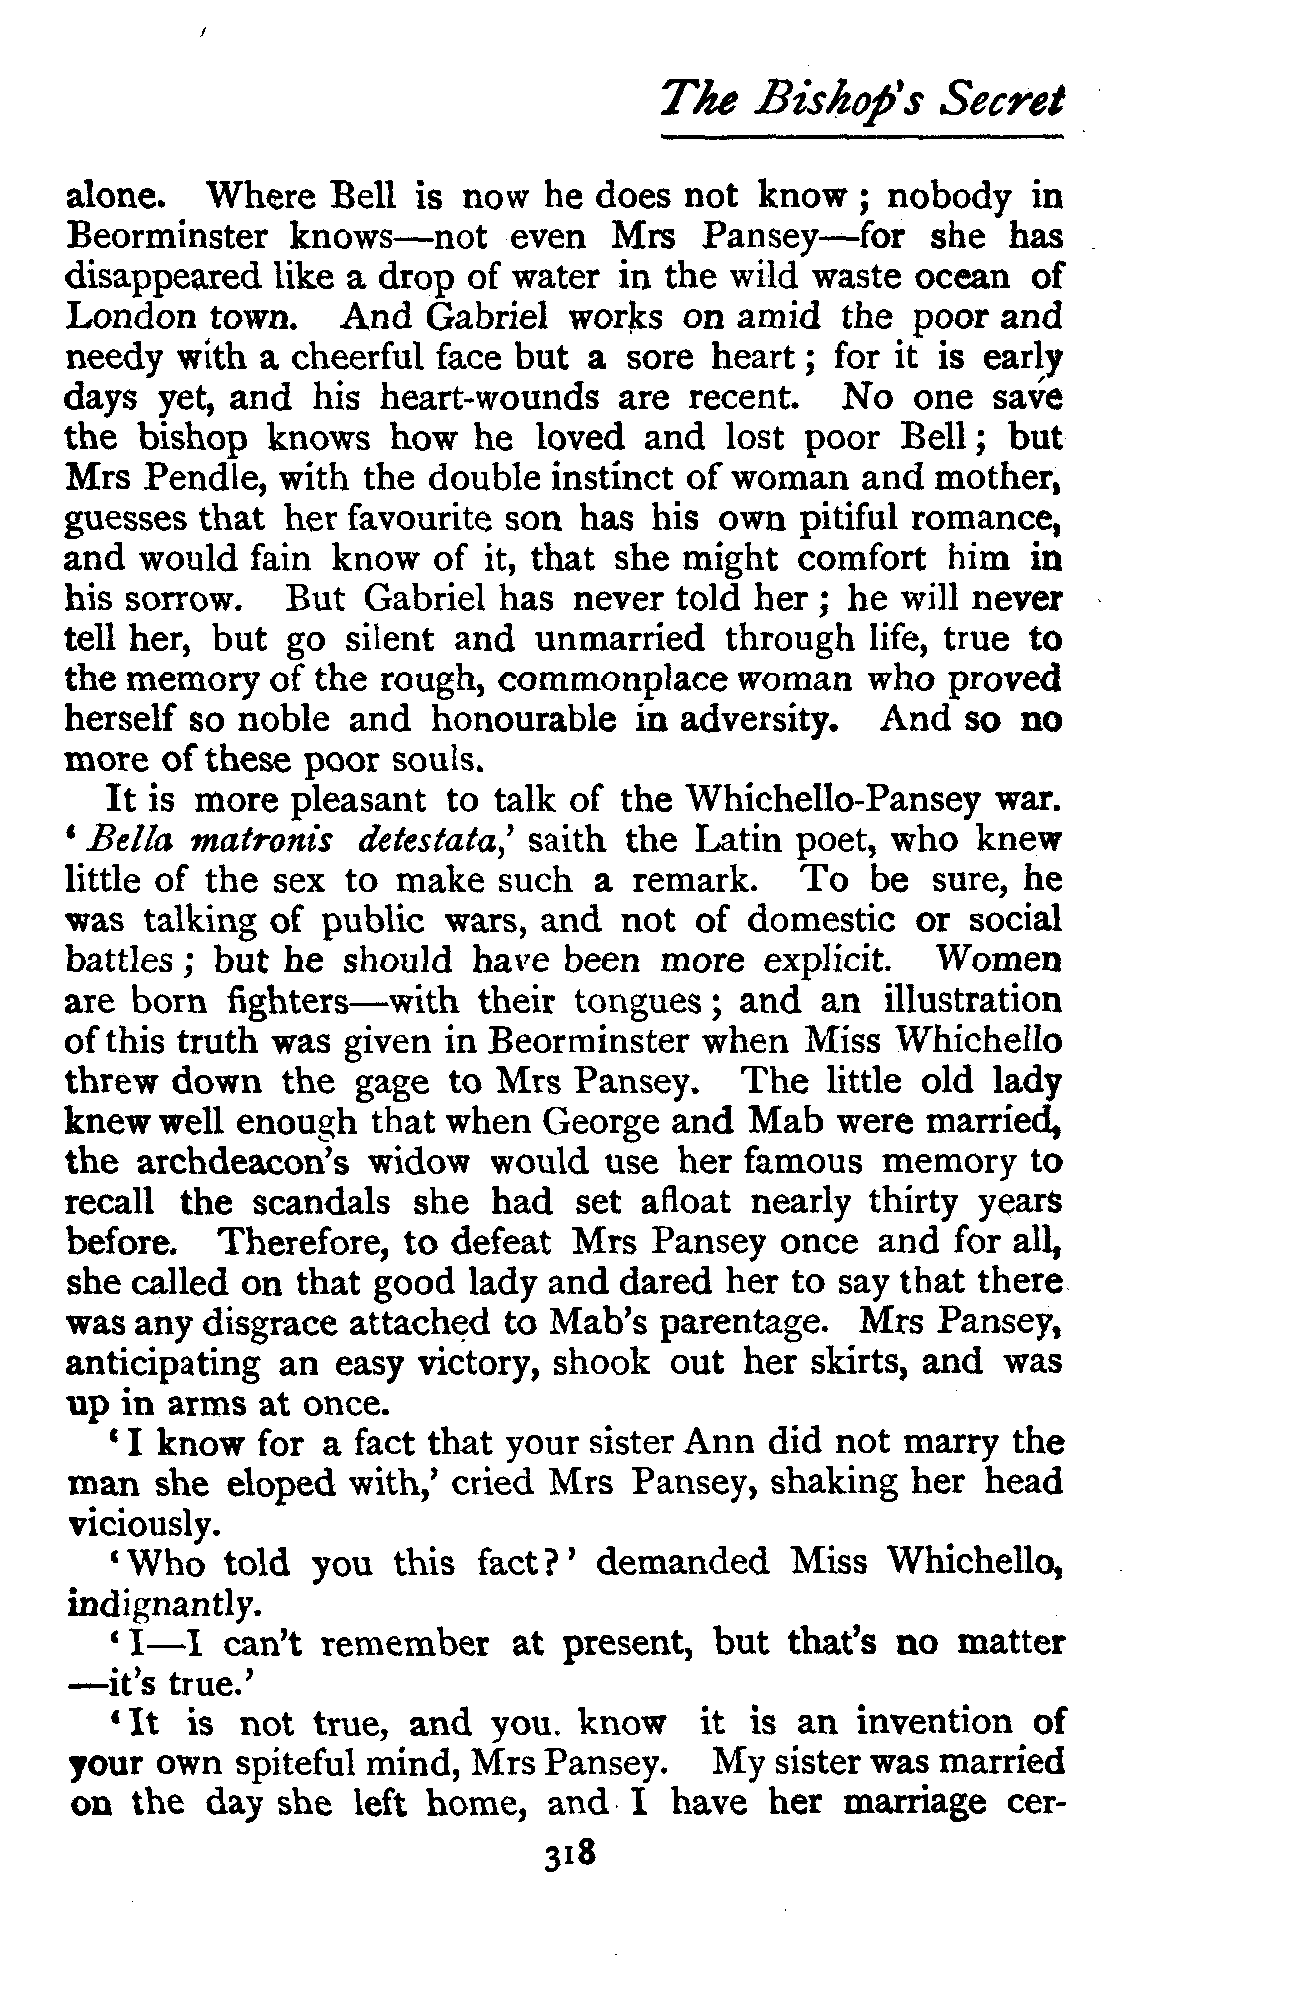 The Bishop's Secret
alone. Where Bell is now he does not know ; nobody in
Beorminster knows—not even Mrs Pansey—for she has
disappeared like a drop of water in the wild waste ocean of
London town. And Gabriel works on amid the poor and
needy with a cheerful face but a sore heart ; for it is early
days yet, and his heart-wounds are recent. No one save
the bishop knows how he loved and lost poor Bell ; but
Mrs Pendle, with the double instinct of woman and mother,
guesses that her favourite son has his own pitiful romance,
and would fain know of it, that she might comfort him in
his sorrow. But Gabriel has never told her ; he will never
tell her, but go silent and unmarried through life, true to
the memory of the rough, commonplace woman who proved
herself so noble and honourable in adversity. And so no
more of these poor souls.
It is more pleasant to talk of the Whichello-Pansey war.
‘ Bella matronis detestata,’ saith the Latin poet, who knew
little of the sex to make such a remark. To be sure, he
was talking of public wars, and not of domestic or social
battles ; but he should have been more explicit. Women
are born fighters—with their tongues ; and an illustration
of this truth was given in Beorminster when Miss Whichello
threw down the gage to Mrs Pansey. The little old lady
knew well enough that when George and Mab were married,
the archdeacon's widow would use her famous memory to
recall the scandals she had set afloat nearly thirty years
before. Therefore, to defeat Mrs Pansey once and for all,
she called on that good lady and dared her to say that there
was any disgrace attached to Mab's parentage. Mrs Pansey,
anticipating an easy victory, shook out her skirts, and was
up in arms at once.
‘ I know for a fact that your sister Ann did not marry the
man she eloped with,’ cried Mrs Pansey, shaking her head
viciously.
‘ Who told you this fact ? ’ demanded Miss Whichello,
indignantly.
‘ I—I can't remember at present, but that's no matter
—it's true.’
‘ It is not true, and you. know it is an invention of
your own spiteful mind, Mrs Pansey. My sister was married
on the day she left home, and I have her marriage cer-
318